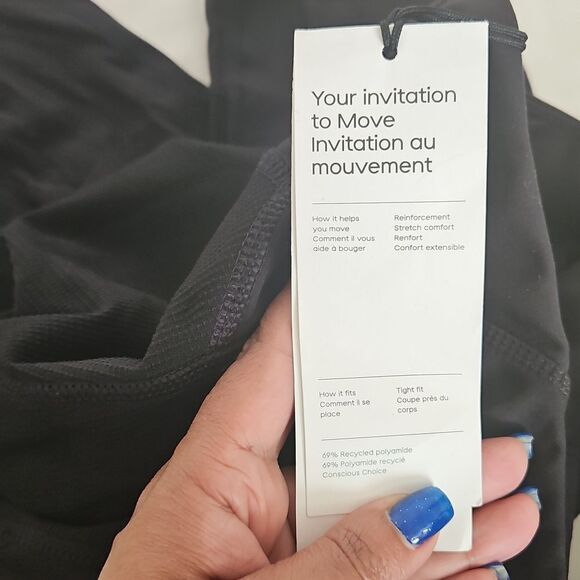 Your invitation
to Move
Invitation au
mouvement
How it helps
you move
Comment il vous
aide à bouger
Reinforcement
Stretch comfort
Renfort
Confort extensible
How it fits
Comment il se
place
Tight fit
Coupe près du
corps
69% Recycled polyamide
69% Polyamide recyclé
Conscious Choice